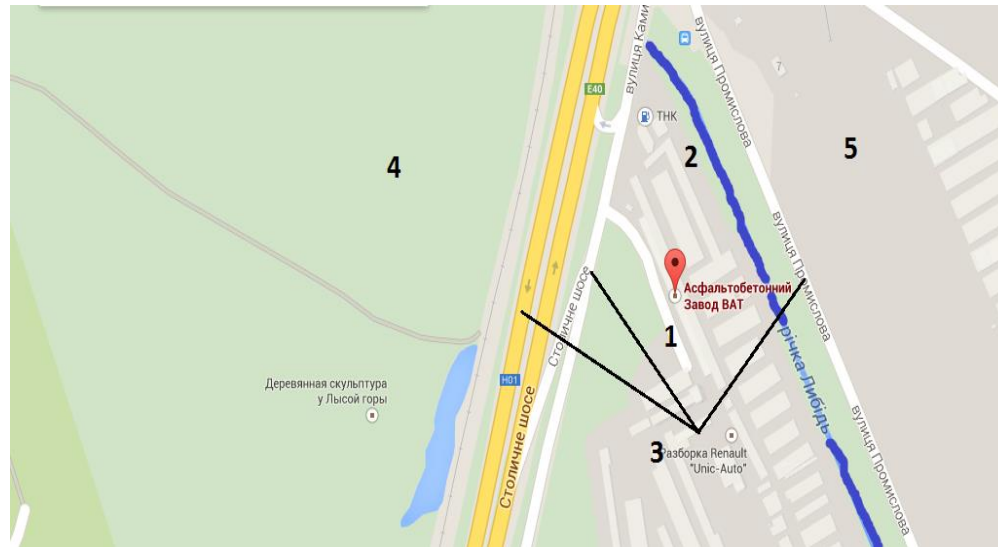 вулиця Ками
вулиця Промислова
7
E40
ТНК
2
5
4
вулиця Промислова
Асфальтобетонний
Завод ВАТ
Столичне шосе
1
річка Либідь
H01
Деревянная скульптура
у Лысой горы
Столичне шосе
3
Разборка Renault
"Unic-Auto"
вулиця Промислова